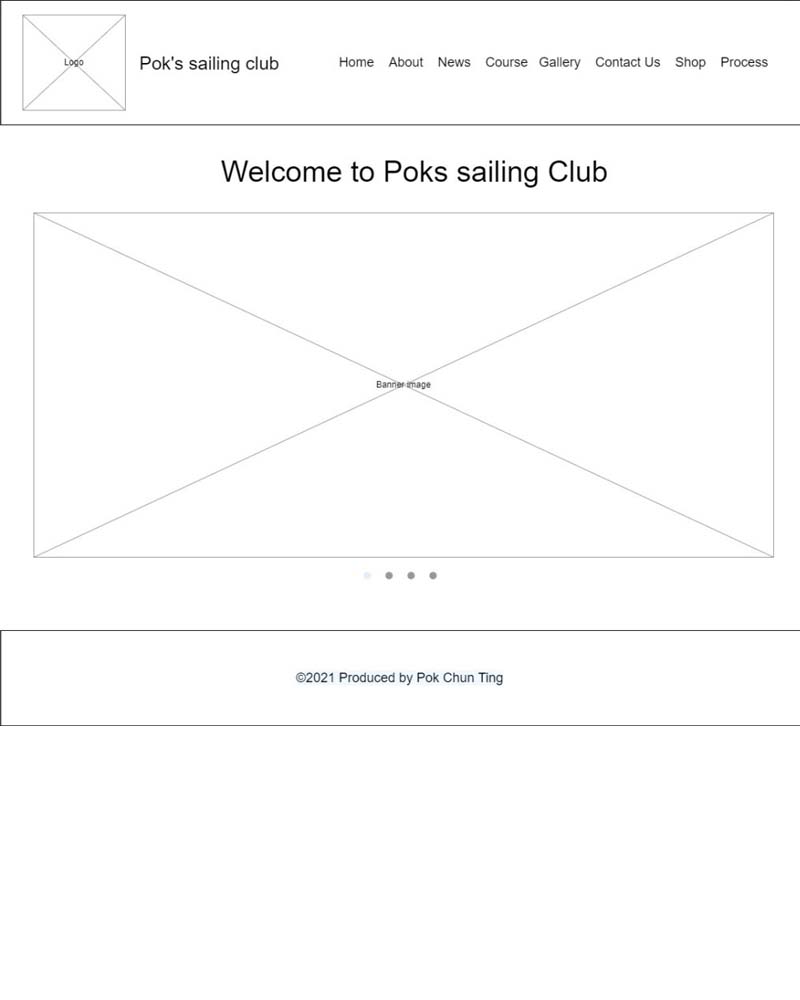 Logo
Pok's sailing club
Home About News Course Gallery Contact Us Shop Process
Welcome to Poks sailing Club
Banner image
©2021 Produced by Pok Chun Ting